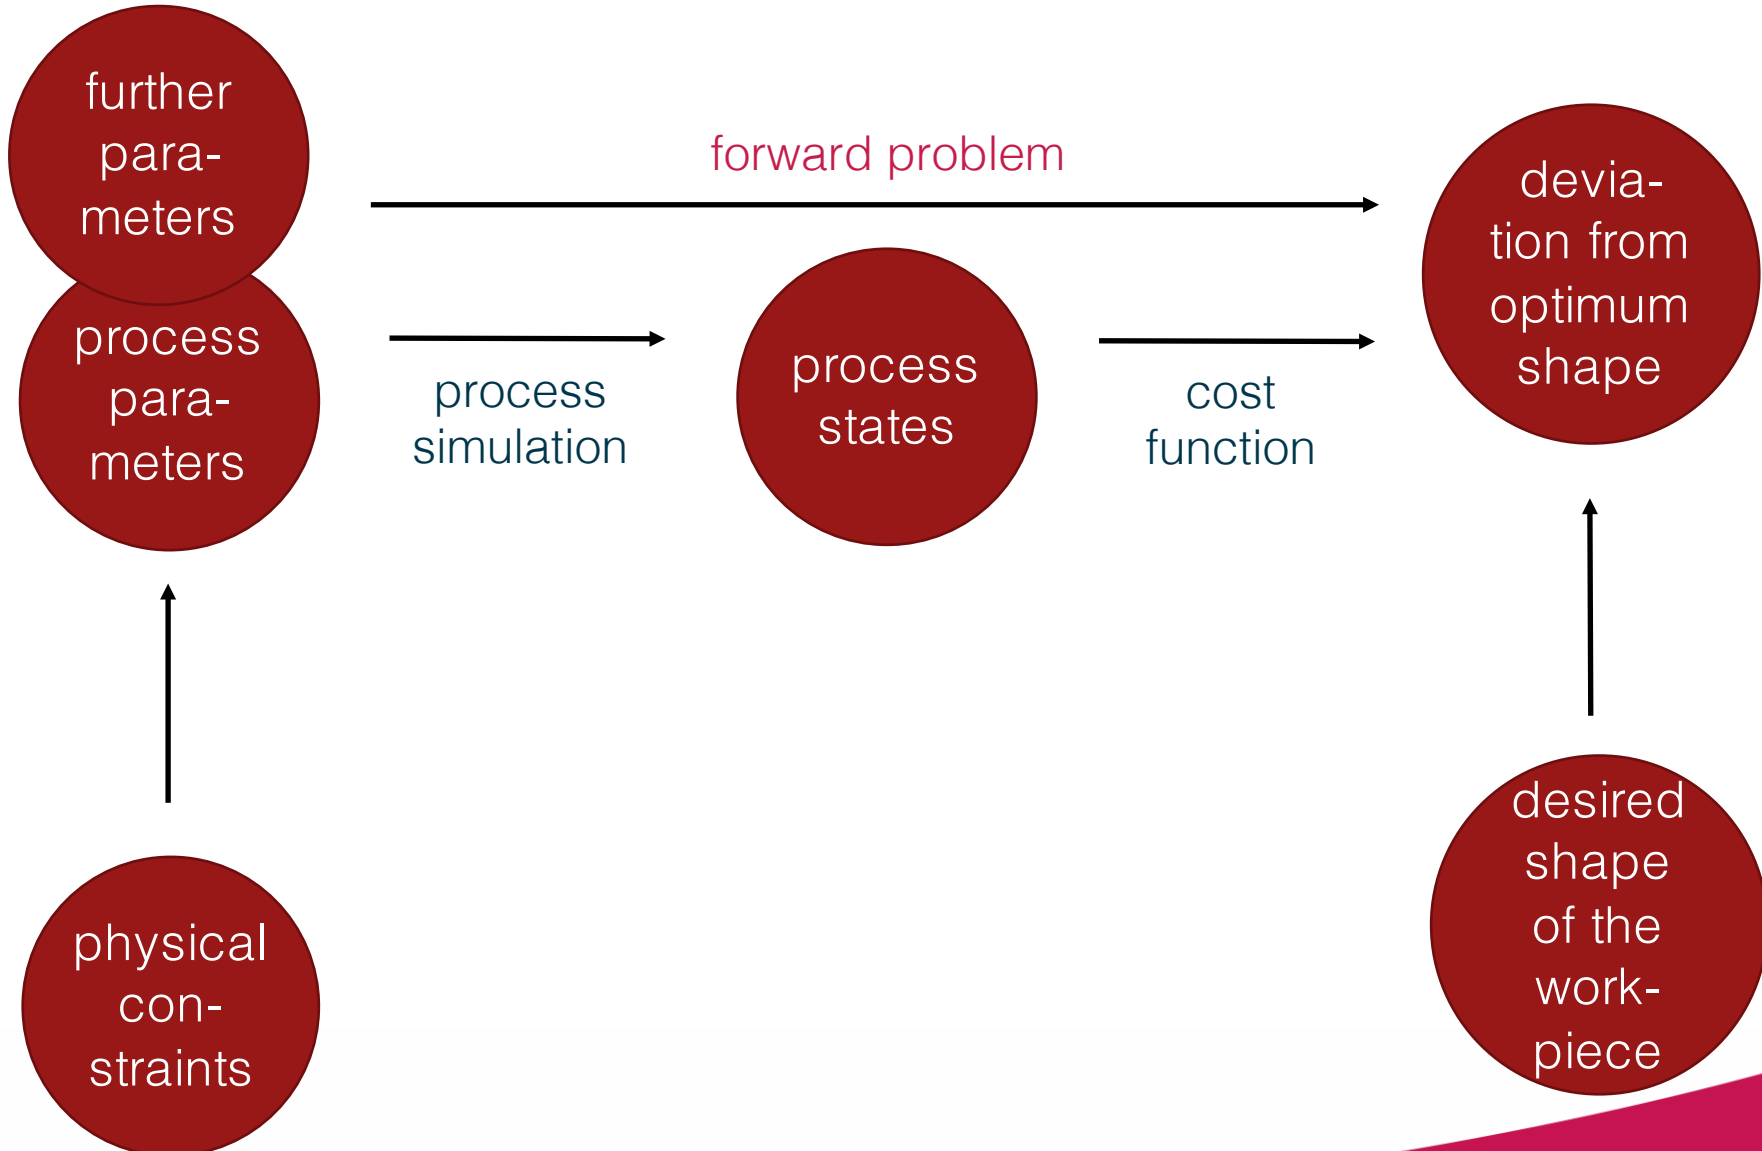 further
para-
meters
process
para-
meters
physical
con-
straints
forward problem
process
simulation
process
states
cost
function
devia-
tion from
optimum
shape
desired
shape
of the
work-
piece